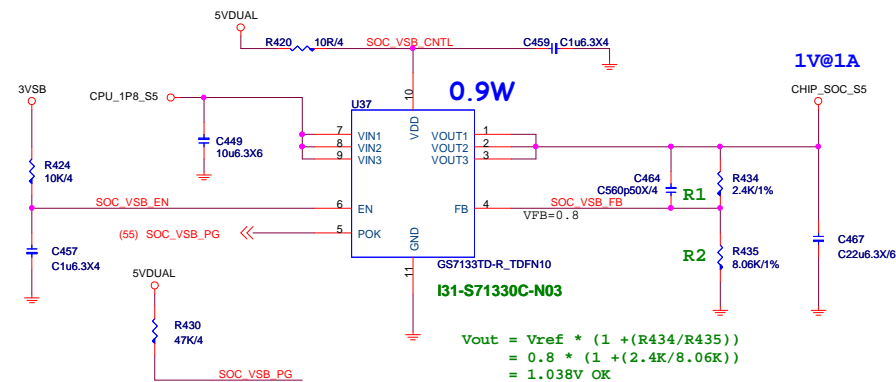 5VDUAL
R420 10R/4 SOC_VSB_CNTL C459 C1u6.3X4
1V@1A
3VSB
CPU_1P8_S5
U37
10
0.9W
CHIP_SOC_S5
VDD
7 VIN1 VOUT1 1
8 VIN2 VOUT2 2
9 VIN3 VOUT3 3
C449
10u6.3X6
R424
10K/4
C464
C560p50X/4
R1
R434
2.4K/1%
SOC_VSB_EN 6 EN FB 4 SOC_VSB_FB
VFB=0.8
(55) SOC_VSB_PG 5 POK
GND
11
C457
C1u6.3X4
R2
R435
8.06K/1%
C467
C22u6.3X/6
GS7133TD-R_TDFN10
I31-S71330C-N03
5VDUAL
R430
47K/4
SOC_VSB_PG
Vout = Vref * (1 +(R434/R435))
= 0.8 * (1 +(2.4K/8.06K))
= 1.038V OK